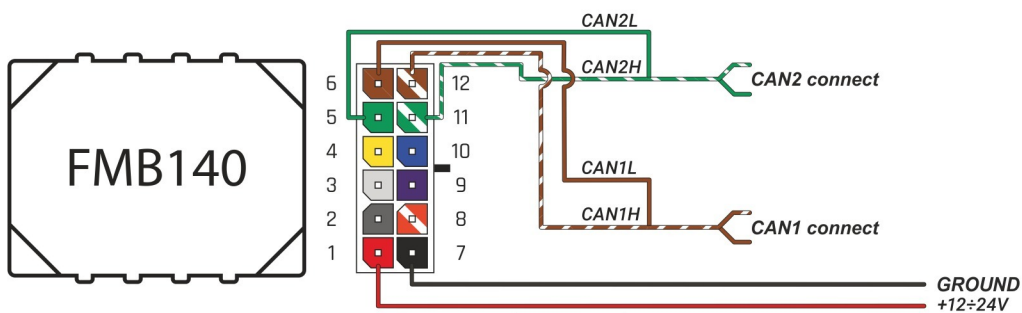 CAN2L
6 12 CAN2H
CAN2 connect
5 11
FMB140
4 10
3 9 CAN1L
2 8 CAN1H
CAN1 connect
1 7
GROUND
+12÷24V